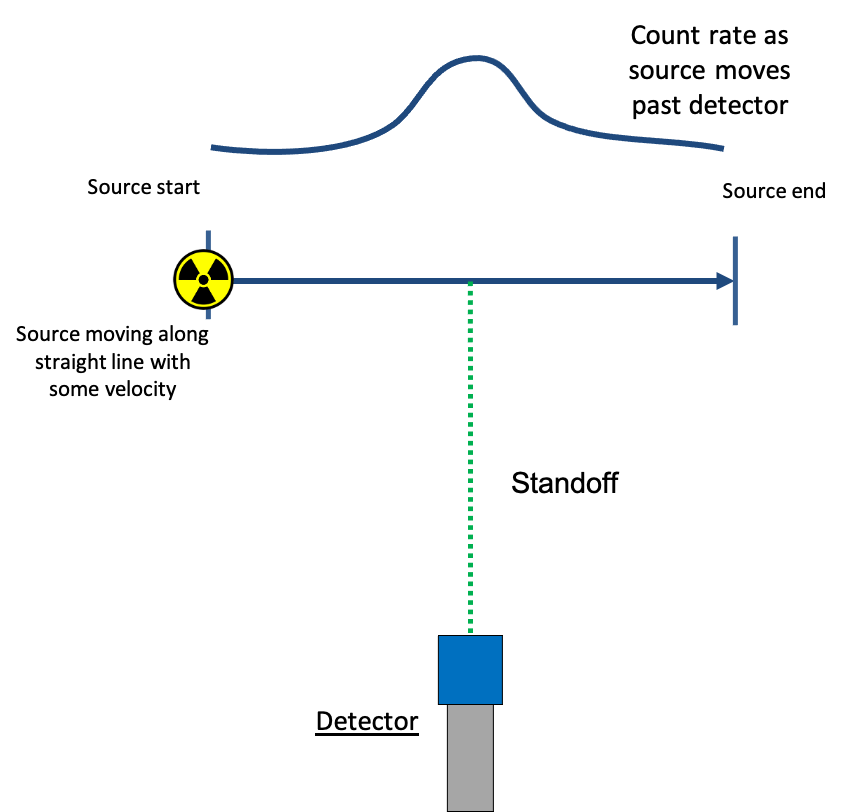 Count rate as
source moves
past detector
Source start
Source end
Source moving along
straight line with
some velocity
Standoff
Detector